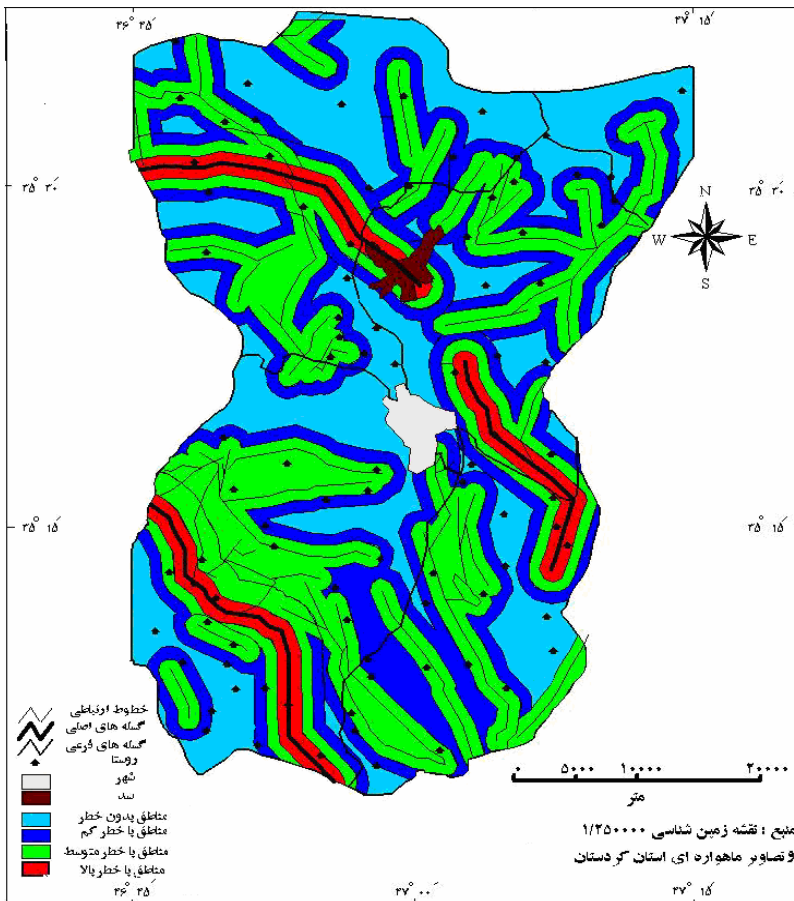 ۴۶° ۴۵′
۴۷° ۱۵′
۳۵° ۳۰′
۳۵° ۳۰′
N
W E
S
۳۵° ۱۵′
۳۵° ۱۵′
خطوط ارتباطی
گسله های اصلی
گسله های فرعی
روستا
شهر
سد
مناطق بدون خطر
مناطق با خطر کم
مناطق با خطر متوسط
مناطق با خطر بالا
۰ ۵۰۰۰ ۱۰۰۰۰ ۲۰۰۰۰
متر
منبع : نقشه زمین شناسی ۱/۲۵۰۰۰۰
و تصاویر ماهواره ای استان کردستان
۴۶° ۴۵′
۴۷° ۰۰′
۴۷° ۱۵′